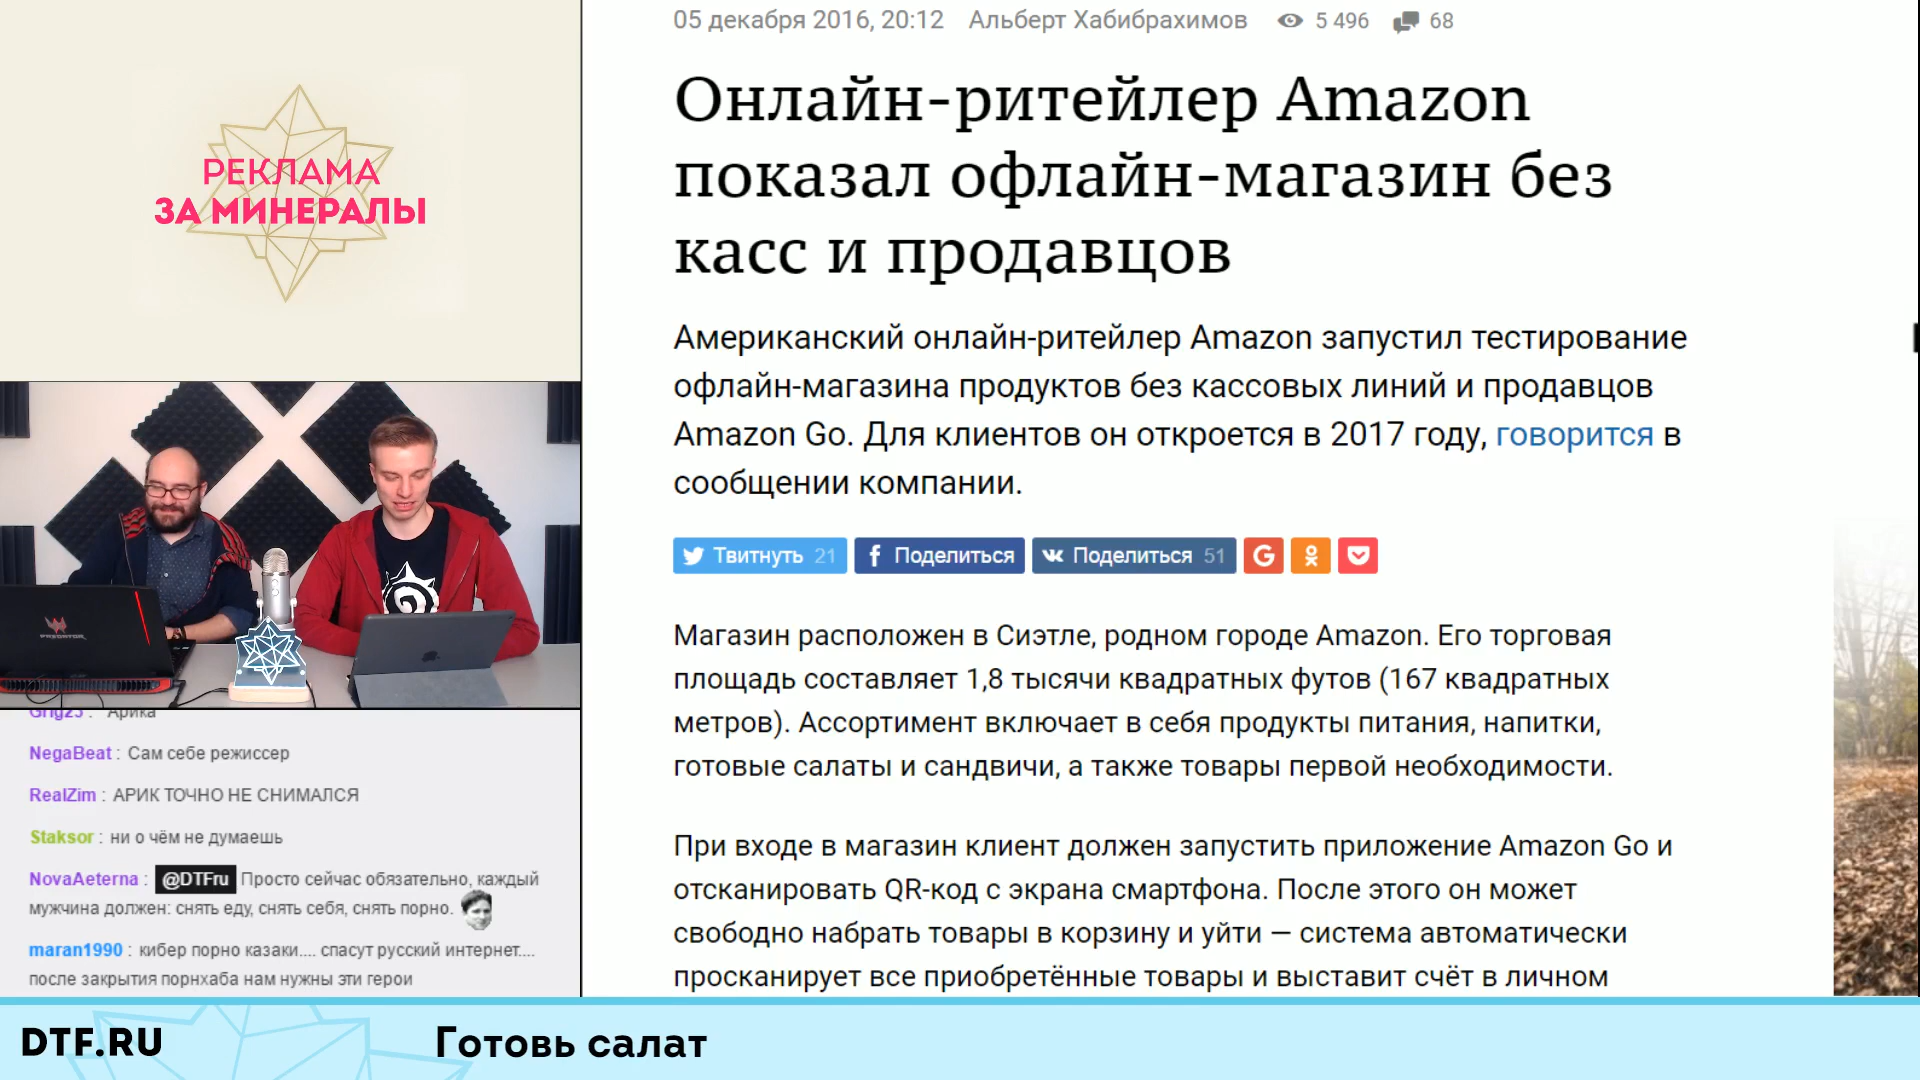 РЕКЛАМА
ЗА МИНЕРАЛЫ
PREDATOR
Grig25 : Арика
NegaBeat : Сам себе режиссер
RealZim : АРИК ТОЧНО НЕ СНИМАЛСЯ
Staksor : ни о чём не думаешь
NovaAeterna : @DTFru Просто сейчас обязательно, каждый
мужчина должен: снять еду, снять себя, снять порно.
maran1990 : кибер порно казаки.... спасут русский интернет....
после закрытия порнхаба нам нужны эти герои
05 декабря 2016, 20:12 Альберт Хабибрахимов 5 496 68
Онлайн-ритейлер Amazon
показал офлайн-магазин без
касс и продавцов
Американский онлайн-ритейлер Amazon запустил тестирование
офлайн-магазина продуктов без кассовых линий и продавцов
Amazon Go. Для клиентов он откроется в 2017 году, говорится в
сообщении компании.
Твитнуть 21 Поделиться Поделиться 51
Магазин расположен в Сиэтле, родном городе Amazon. Его торговая
площадь составляет 1,8 тысячи квадратных футов (167 квадратных
метров). Ассортимент включает в себя продукты питания, напитки,
готовые салаты и сандвичи, а также товары первой необходимости.
При входе в магазин клиент должен запустить приложение Amazon Go и
отсканировать QR-код с экрана смартфона. После этого он может
свободно набрать товары в корзину и уйти — система автоматически
просканирует все приобретённые товары и выставит счёт в личном
DTF.RU Готовь салат